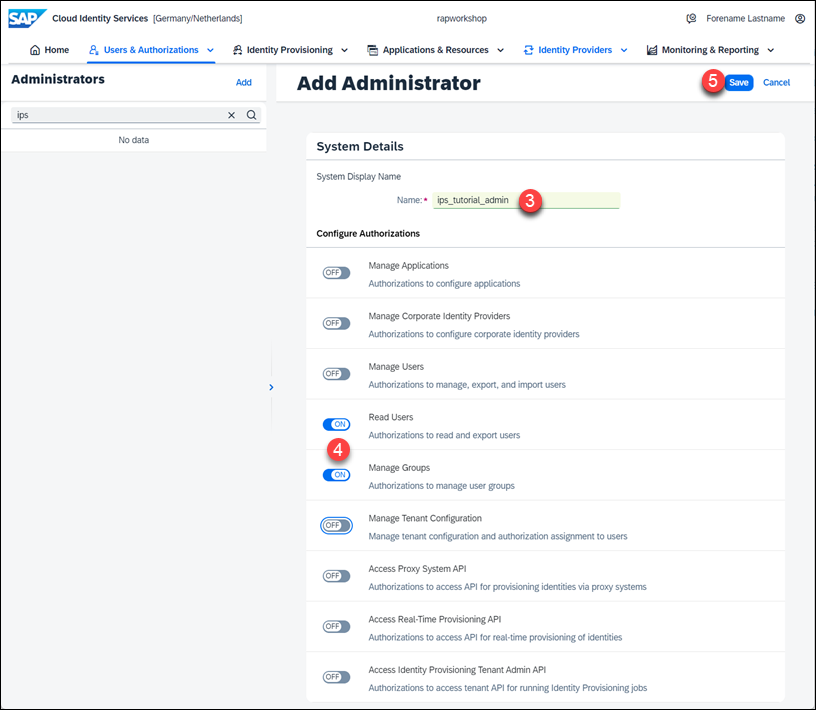 SAP Cloud Identity Services [Germany/Netherlands] rapworkshop Forename Lastname
Home Users & Authorizations Identity Provisioning Applications & Resources Identity Providers Monitoring & Reporting
Administrators Add
ips
No data
Add Administrator 5 Save Cancel
System Details
System Display Name
Name:* ips_tutorial_admin 3
Configure Authorizations
OFF Manage Applications
Authorizations to configure applications
OFF Manage Corporate Identity Providers
Authorizations to configure corporate identity providers
OFF Manage Users
Authorizations to manage, export, and import users
ON Read Users
Authorizations to read and export users
4
ON Manage Groups
Authorizations to manage user groups
OFF Manage Tenant Configuration
Manage tenant configuration and authorization assignment to users
OFF Access Proxy System API
Authorizations to access API for provisioning identities via proxy systems
OFF Access Real-Time Provisioning API
Authorizations to access API for real-time provisioning of identities
OFF Access Identity Provisioning Tenant Admin API
Authorizations to access tenant API for running Identity Provisioning jobs